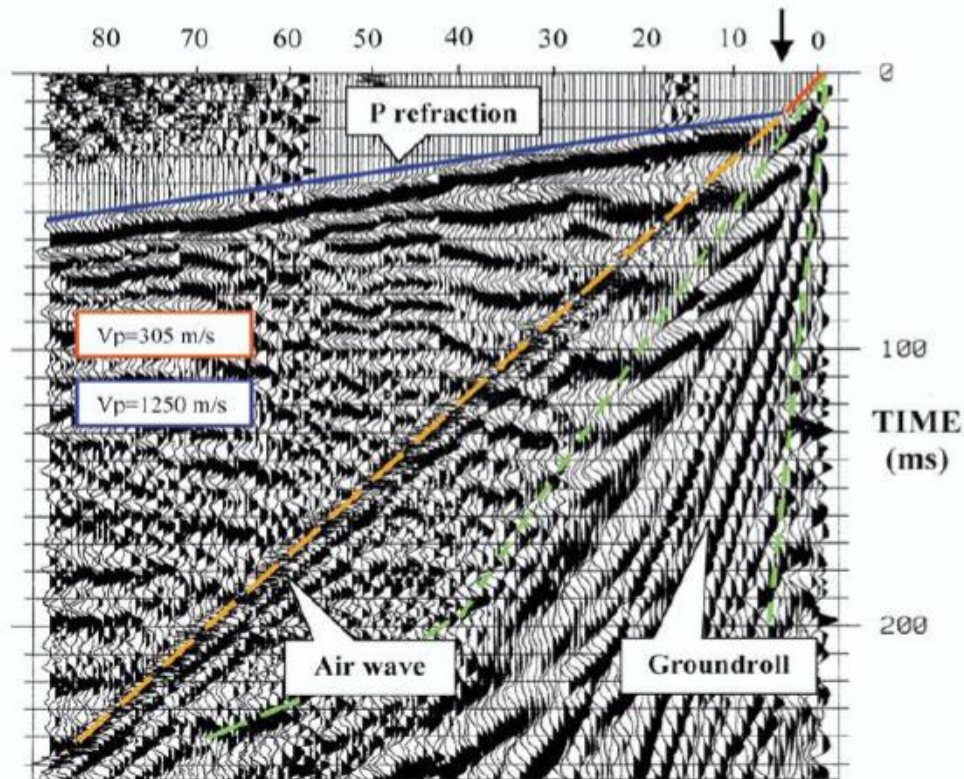 80 70 60 50 40 30 20 10 0
0
P refraction
Vp=305 m/s
100
Vp=1250 m/s
TIME
(ms)
200
Air wave
Groundroll